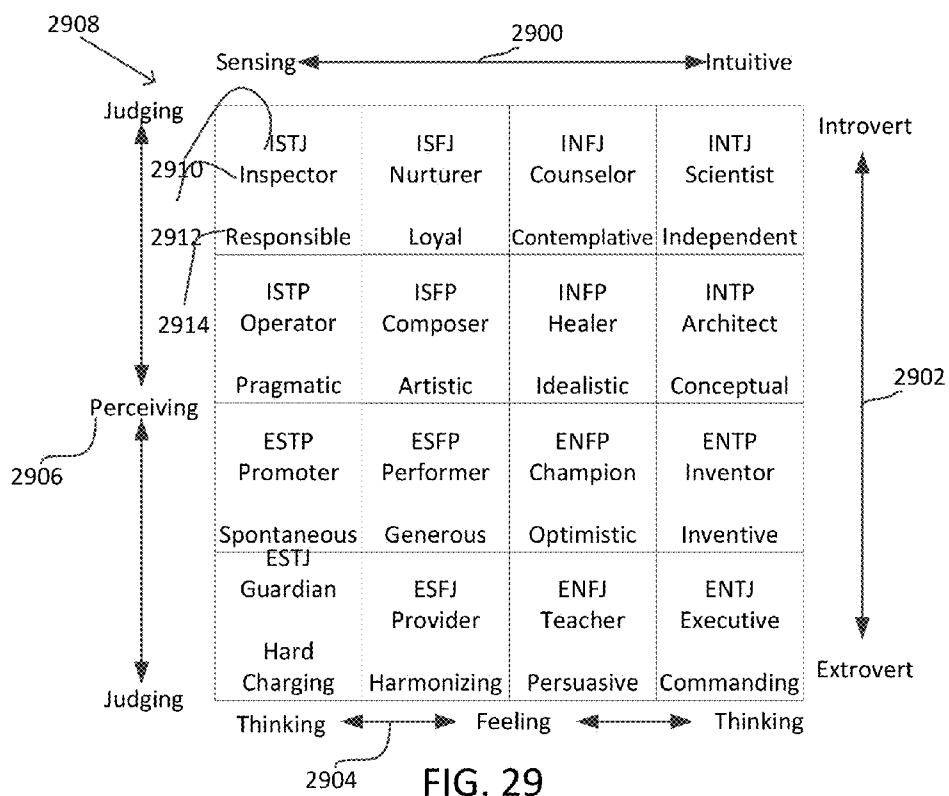 2908
2900
Sensing Intuitive
Judging Introvert
ISTJ ISFJ INFJ INTJ
2910 Inspector Nurturer Counselor Scientist
2912 Responsible Loyal Contemplative Independent
ISTP ISFP INFP INTP
2914 Operator Composer Healer Architect
Pragmatic Artistic Idealistic Conceptual
2902
Perceiving
ESTP ESFP ENFP ENTP
2906 Promoter Performer Champion Inventor
Spontaneous Generous Optimistic Inventive
ESTJ
Guardian ESFJ ENFJ ENTJ
Provider Teacher Executive
Hard
Charging Harmonizing Persuasive Commanding
Judging Extrovert
Thinking Feeling Thinking
2904
FIG. 29